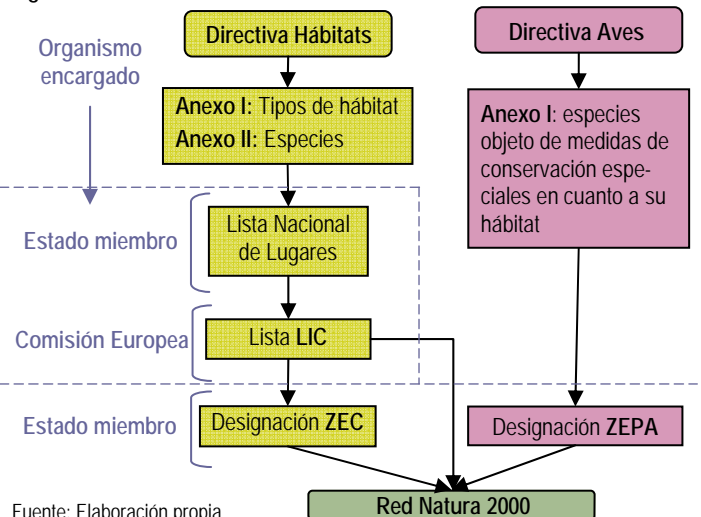 Organismo
encargado
Directiva Hábitats
Directiva Aves
Anexo I: Tipos de hábitat
Anexo II: Especies
Anexo I: especies
objeto de medidas de
conservación espe-
ciales en cuanto a su
hábitat
Estado miembro
Lista Nacional
de Lugares
Comisión Europea
Lista LIC
Estado miembro
Designación ZEC
Designación ZEPA
Red Natura 2000
Fuente: Elaboración propia